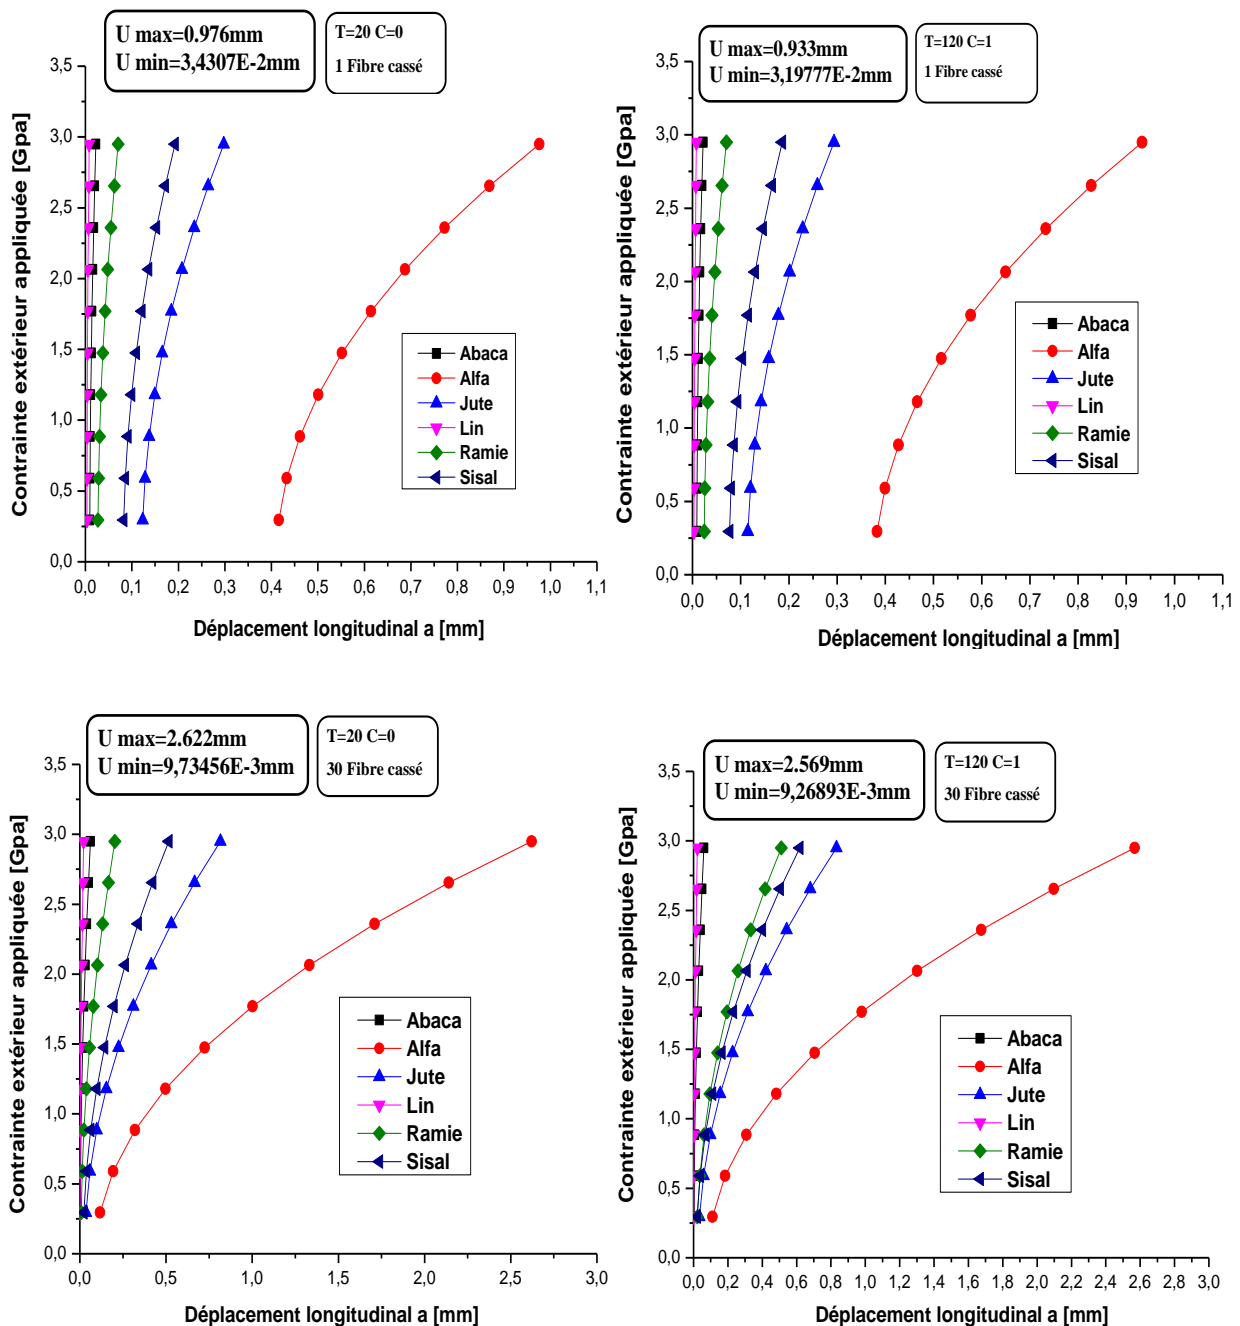 U max=0.976mm
U min=3,4307E-2mm
T=20 C=0
1 Fibre cassé
3,5
3,0
2,5
2,0
1,5
1,0
0,5
0,0
Contrainte extérieur appliquée [Gpa]
Abaca
Alfa
Jute
Lin
Ramie
Sisal
0,0 0,1 0,2 0,3 0,4 0,5 0,6 0,7 0,8 0,9 1,0 1,1
Déplacement longitudinal a [mm]
U max=0.933mm
U min=3,19777E-2mm
T=120 C=1
1 Fibre cassé
3,5
3,0
2,5
2,0
1,5
1,0
0,5
0,0
Contrainte extérieur appliquée [Gpa]
Abaca
Alfa
Jute
Lin
Ramie
Sisal
0,0 0,1 0,2 0,3 0,4 0,5 0,6 0,7 0,8 0,9 1,0 1,1
Déplacement longitudinal a [mm]
U max=2.622mm
U min=9,73456E-3mm
T=20 C=0
30 Fibre cassé
3,5
3,0
2,5
2,0
1,5
1,0
0,5
0,0
Contrainte extérieur appliquée [Gpa]
Abaca
Alfa
Jute
Lin
Ramie
Sisal
0,0 0,5 1,0 1,5 2,0 2,5 3,0
Déplacement longitudinal a [mm]
U max=2.569mm
U min=9,26893E-3mm
T=120 C=1
30 Fibre cassé
3,5
3,0
2,5
2,0
1,5
1,0
0,5
0,0
Contrainte extérieur appliquée [Gpa]
Abaca
Alfa
Jute
Lin
Ramie
Sisal
0,0 0,2 0,4 0,6 0,8 1,0 1,2 1,4 1,6 1,8 2,0 2,2 2,4 2,6 2,8 3,0
Déplacement longitudinal a [mm]